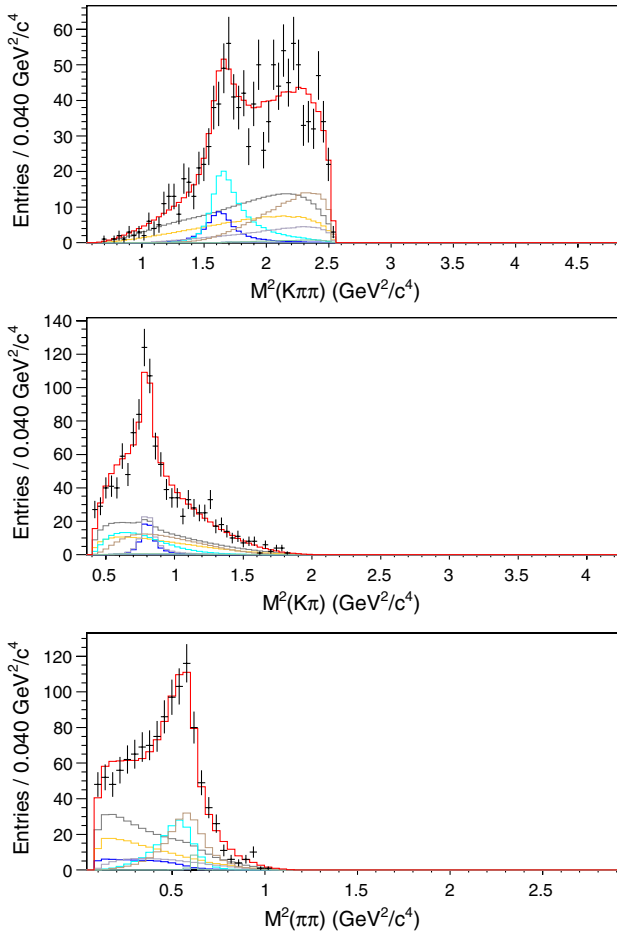 60
50
40
30
20
10
0
Entries / 0.040 GeV²/c⁴
1 1.5 2 2.5 3 3.5 4 4.5
M²(Kππ) (GeV²/c⁴)
140
120
100
80
60
40
20
0
Entries / 0.040 GeV²/c⁴
0.5 1 1.5 2 2.5 3 3.5 4
M²(Kπ) (GeV²/c⁴)
120
100
80
60
40
20
0
Entries / 0.040 GeV²/c⁴
0.5 1 1.5 2 2.5
M²(ππ) (GeV²/c⁴)